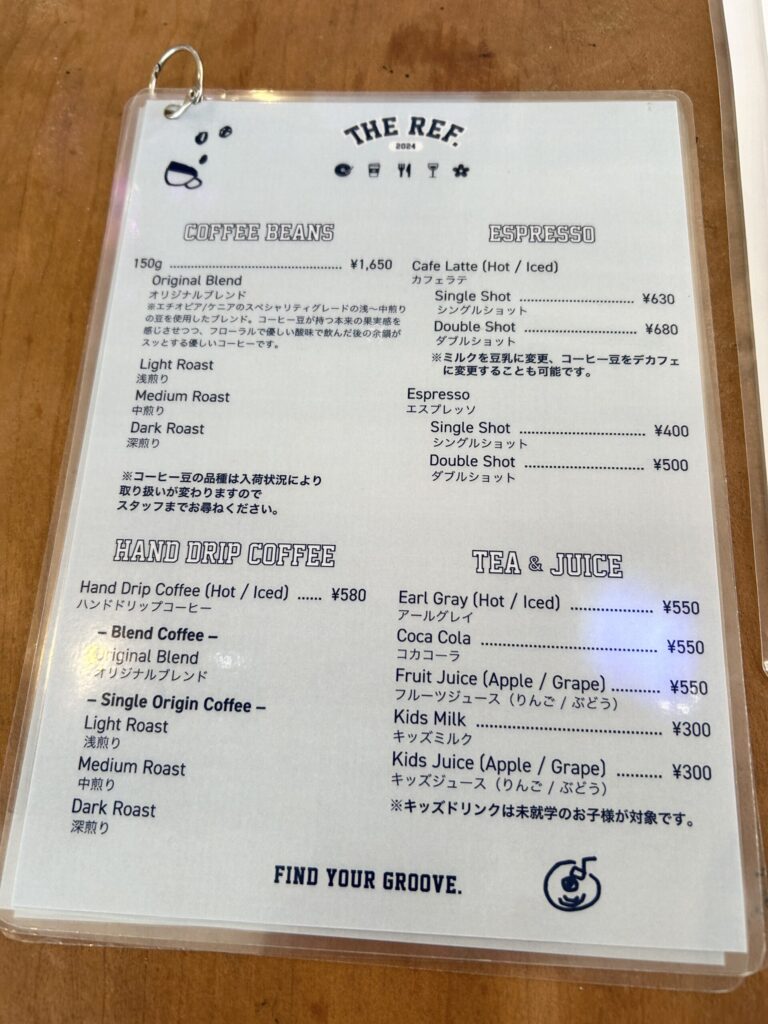 THE REF.
2024
COFFEE BEANS
150g ........................................ ¥1,650
Original Blend
オリジナルブレンド
※エチオピア/ケニアのスペシャリティグレードの浅〜中煎り
の豆を使用したブレンド。コーヒー豆が持つ本来の果実感を
感じさせつつ、フローラルで優しい酸味で飲んだ後の余韻が
スッとする優しいコーヒーです。
Light Roast
浅煎り
Medium Roast
中煎り
Dark Roast
深煎り
※コーヒー豆の品種は入荷状況により
取り扱いが変わりますので
スタッフまでお尋ねください。
ESPRESSO
Cafe Latte (Hot / Iced)
カフェラテ
Single Shot ........................... ¥630
シングルショット
Double Shot ........................... ¥680
ダブルショット
※ミルクを豆乳に変更、コーヒー豆をデカフェ
に変更することも可能です。
Espresso
エスプレッソ
Single Shot ........................... ¥400
シングルショット
Double Shot ........................... ¥500
ダブルショット
HAND DRIP COFFEE
Hand Drip Coffee (Hot / Iced) ...... ¥580
ハンドドリップコーヒー
– Blend Coffee –
Original Blend
オリジナルブレンド
– Single Origin Coffee –
Light Roast
浅煎り
Medium Roast
中煎り
Dark Roast
深煎り
TEA & JUICE
Earl Gray (Hot / Iced) .................. ¥550
アールグレイ
Coca Cola ........................................ ¥550
コカコーラ
Fruit Juice (Apple / Grape) ........... ¥550
フルーツジュース（りんご / ぶどう）
Kids Milk ........................................ ¥300
キッズミルク
Kids Juice (Apple / Grape) .......... ¥300
キッズジュース（りんご / ぶどう）
※キッズドリンクは未就学のお子様が対象です。
FIND YOUR GROOVE.